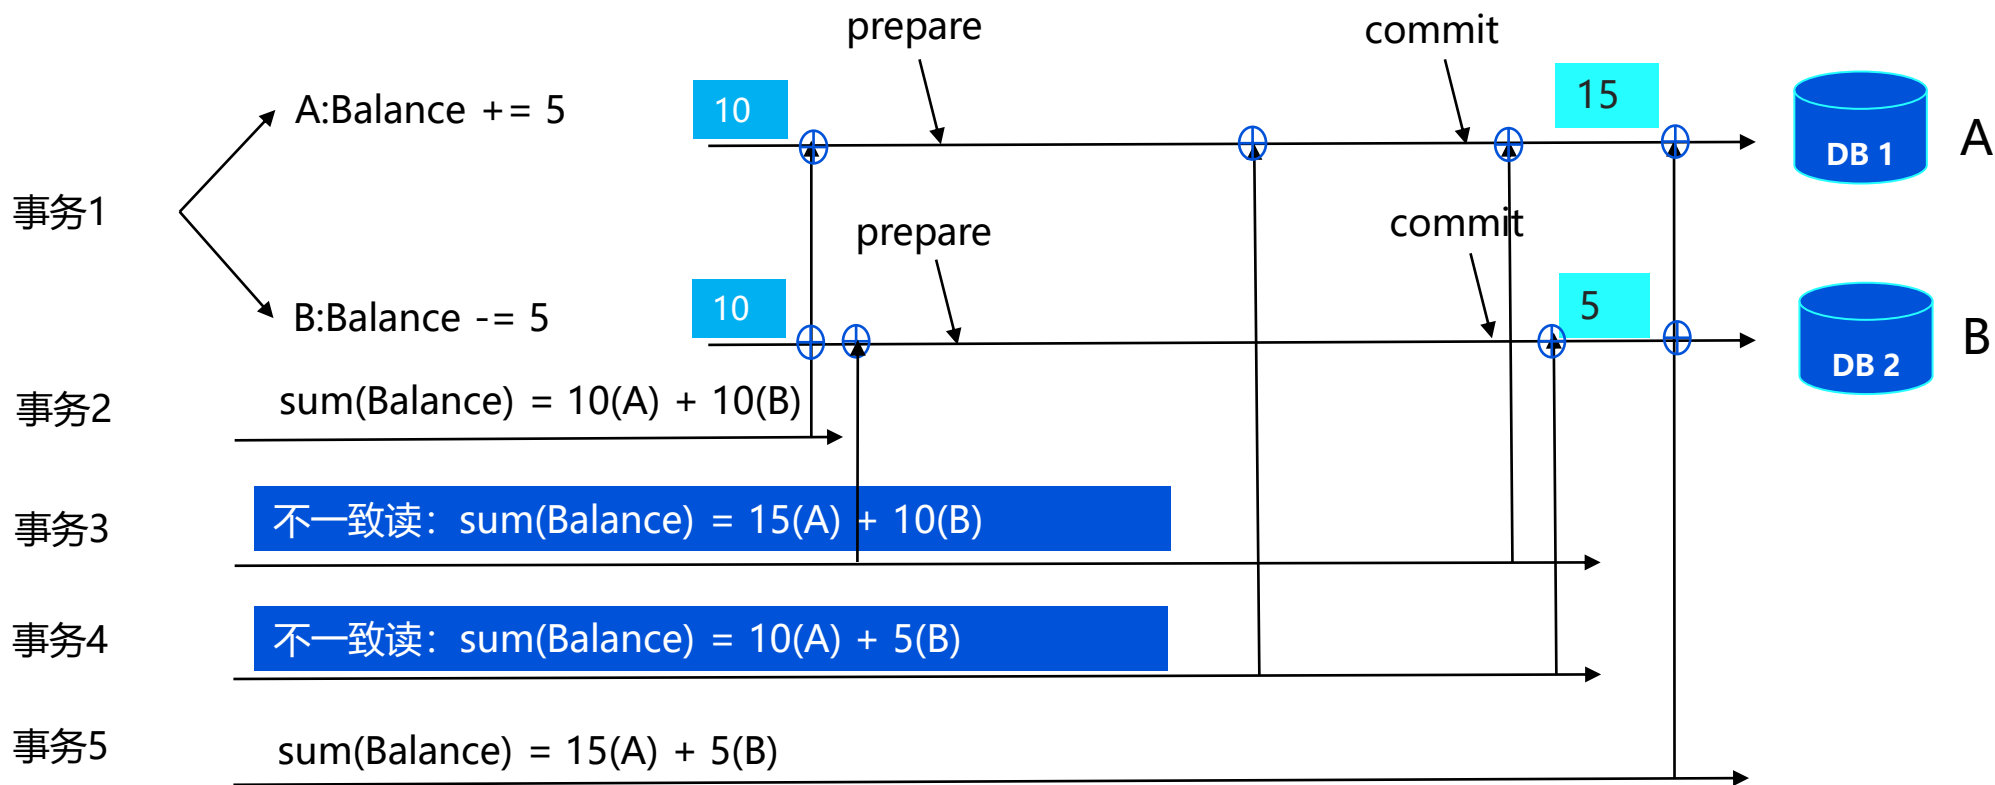 prepare
commit
A:Balance += 5
10
15
DB 1
A
事务1
prepare
commit
B:Balance -= 5
10
5
DB 2
B
事务2
sum(Balance) = 10(A) + 10(B)
事务3
不一致读：sum(Balance) = 15(A) + 10(B)
事务4
不一致读：sum(Balance) = 10(A) + 5(B)
事务5
sum(Balance) = 15(A) + 5(B)